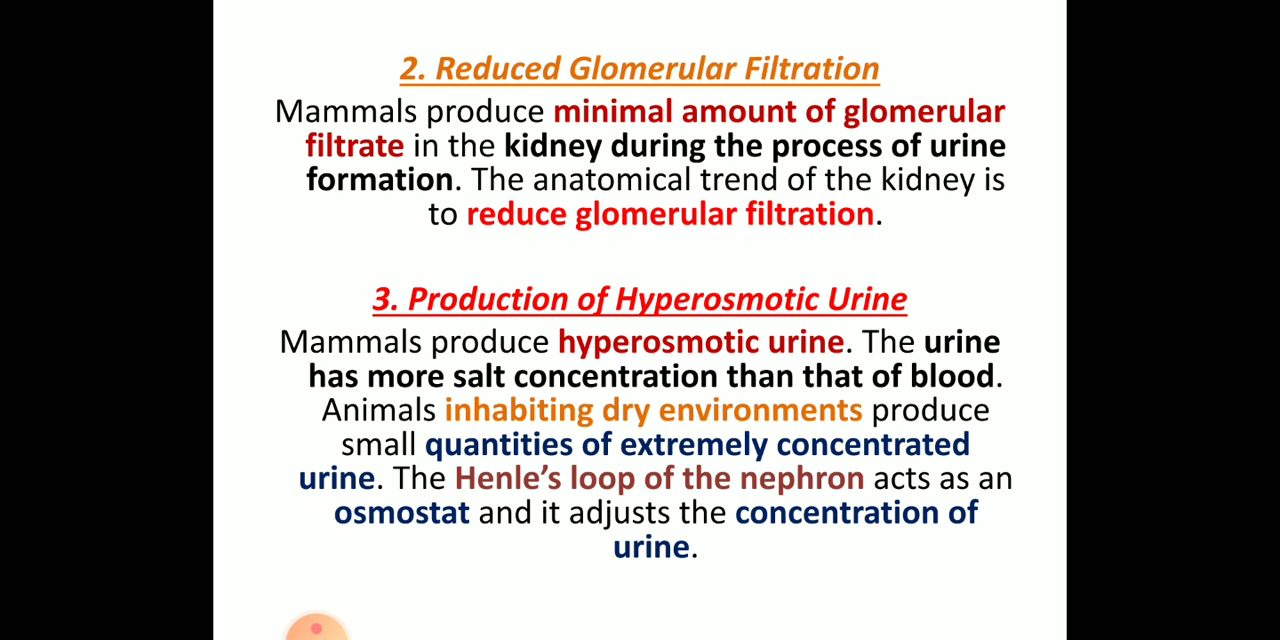 2. Reduced Glomerular Filtration
Mammals produce minimal amount of glomerular
filtrate in the kidney during the process of urine
formation. The anatomical trend of the kidney is
to reduce glomerular filtration.
3. Production of Hyperosmotic Urine
Mammals produce hyperosmotic urine. The urine
has more salt concentration than that of blood.
Animals inhabiting dry environments produce
small quantities of extremely concentrated
urine. The Henle’s loop of the nephron acts as an
osmostat and it adjusts the concentration of
urine.